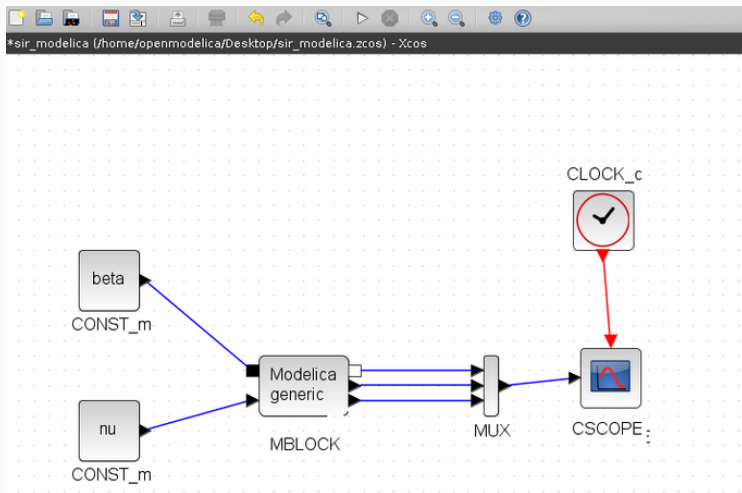 *sir_modelica (/home/openmodelica/Desktop/sir_modelica.zcos) - Xcos
CLOCK_c
beta
CONST_m
Modelica
generic
MBLOCK
MUX
CSCOPE
nu
CONST_m